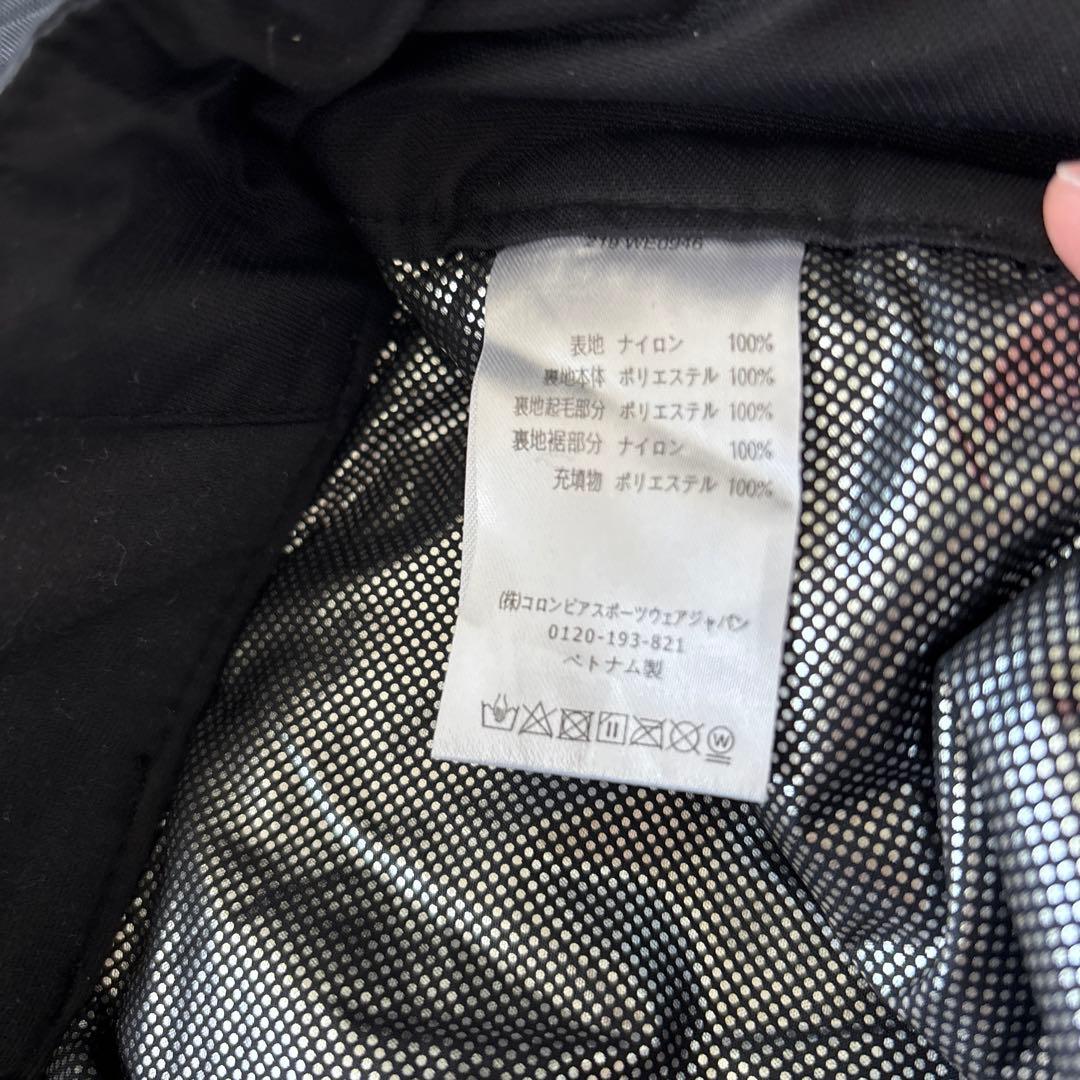 219 WE0946
表地 ナイロン 100%
裏地本体 ポリエステル 100%
裏地起毛部分 ポリエステル 100%
裏地裾部分 ナイロン 100%
充填物 ポリエステル 100%
(株)コロンビアスポーツウェアジャパン
0120-193-821
ベトナム製
W